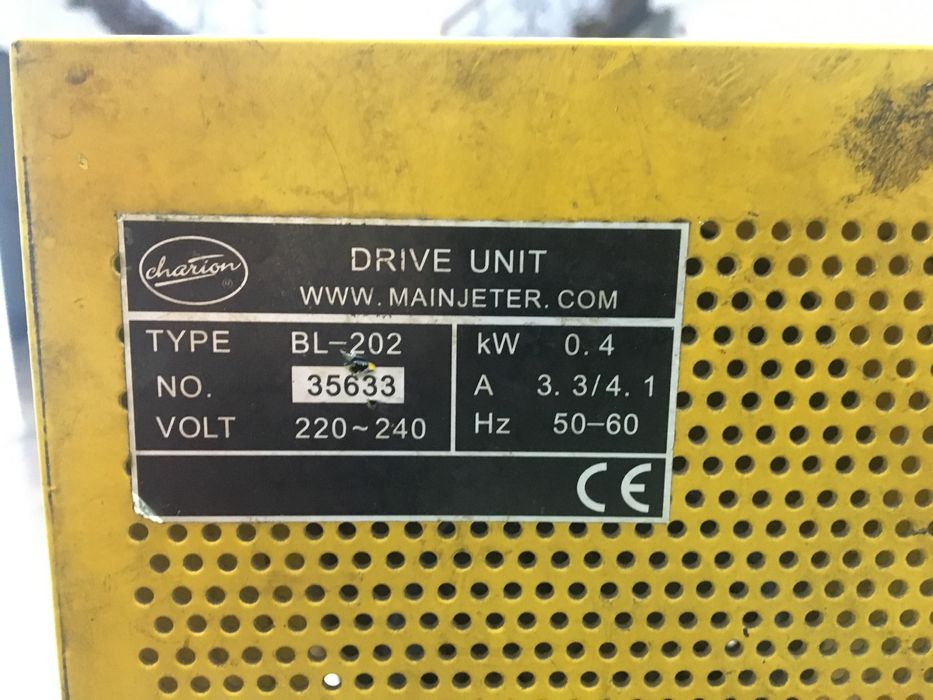 charion
DRIVE UNIT
WWW.MAINJETER.COM
TYPE BL-202
NO. 35633
VOLT 220~240
kW 0.4
A 3.3/4.1
Hz 50-60
CE